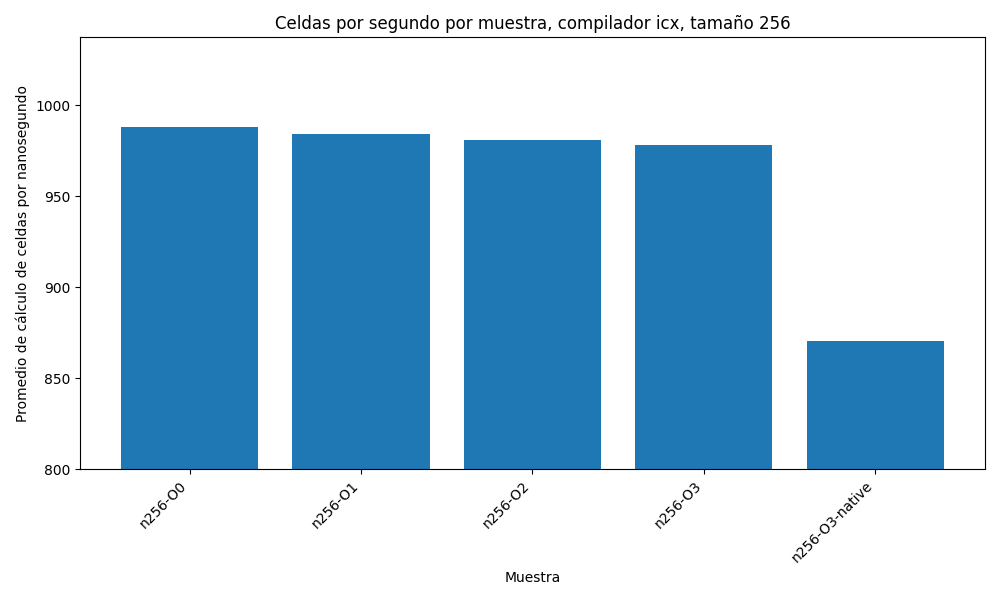 Celdas por segundo por muestra, compilador icx, tamaño 256
Promedio de cálculo de celdas por nanosegundo
1000
950
900
850
800
n256-O0
n256-O1
n256-O2
n256-O3
n256-O3-native
Muestra